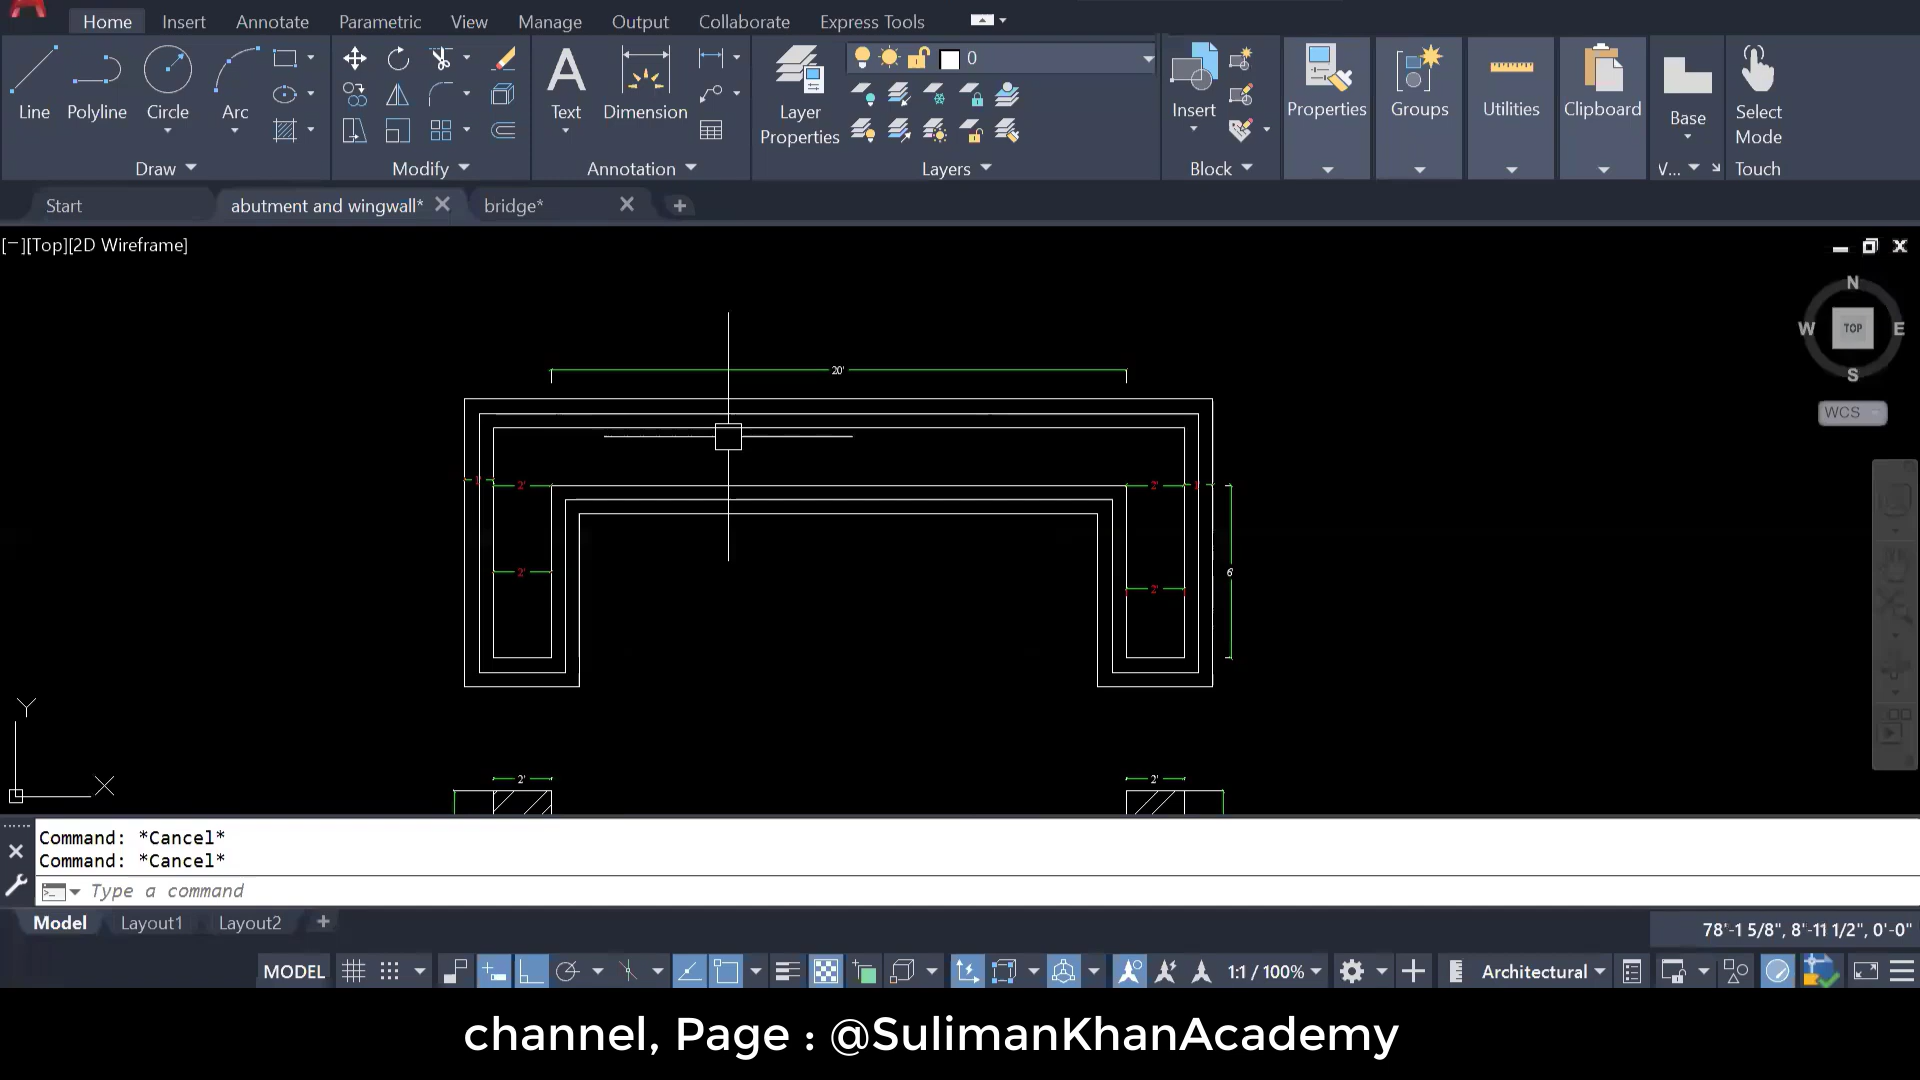 Home Insert Annotate Parametric View Manage Output Collaborate Express Tools
Line Polyline Circle Arc
Draw
Modify
Text Dimension
Annotation
Layer Properties
0
Layers
Insert
Block
Properties
Groups
Utilities
Clipboard
Base
V...
Select Mode
Touch
Start abutment and wingwall* bridge*
[−][Top][2D Wireframe]
N
W TOP E
S
WCS
20'
1' 2' 2' 1'
2' 2' 6'
2' 2'
Y
X
Command: *Cancel*
Command: *Cancel*
Type a command
Model Layout1 Layout2
78'-1 5/8", 8'-11 1/2", 0'-0"
MODEL 1:1 / 100% Architectural
channel, Page : @SulimanKhanAcademy